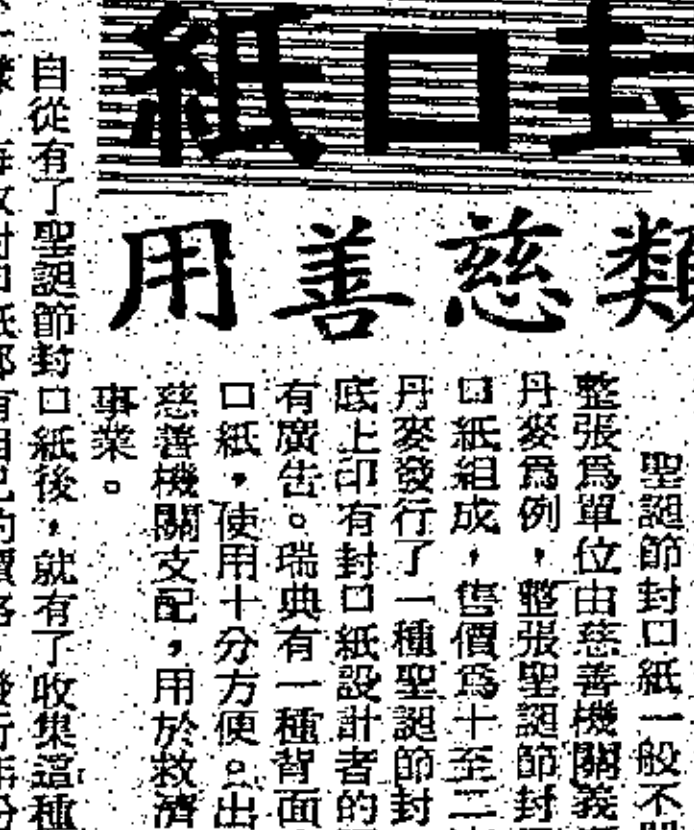 封口紙
類慈善用
聖誕節封口紙一般不
整張爲單位由慈善機關義
丹麥爲例，整張聖誕節封
口紙組成，售價爲十至二
丹麥發行了一種聖誕節封
底上印有封口紙設計者的
有廣告。瑞典有一種背面
口紙，使用十分方便。出
慈善機關支配，用於救濟
事業。
自從有了聖誕節封口紙後，就有了收集這種